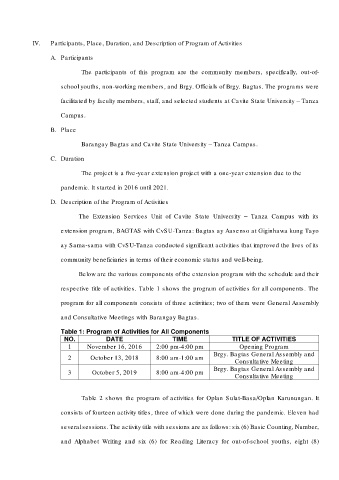 IV. Participants, Place, Duration, and Description of Program of Activities
A. Participants
The participants of this program are the community members, specifically, out-of-
school youths, non-working members, and Brgy. Officials of Brgy. Bagtas. The programs were
facilitated by faculty members, staff, and selected students at Cavite State University – Tanza
Campus.
B. Place
Barangay Bagtas and Cavite State University – Tanza Campus.
C. Duration
The project is a five-year extension project with a one-year extension due to the
pandemic. It started in 2016 until 2021.
D. Description of the Program of Activities
The Extension Services Unit of Cavite State University – Tanza Campus with its
extension program, BAGTAS with CvSU-Tanza: Bagtas ay Aasenso at Giginhawa kung Tayo
ay Sama-sama with CvSU-Tanza conducted significant activities that improved the lives of its
community beneficiaries in terms of their economic status and well-being.
Below are the various components of the extension program with the schedule and their
respective title of activities. Table 1 shows the program of activities for all components. The
program for all components consists of three activities; two of them were General Assembly
and Consultative Meetings with Barangay Bagtas.
Table 1: Program of Activities for All Components
NO. DATE TIME TITLE OF ACTIVITIES
1 November 16, 2016 2:00 pm-4:00 pm Opening Program
2 October 13, 2018 8:00 am-1:00 am Brgy. Bagtas General Assembly and
Consultative Meeting
3 October 5, 2019 8:00 am-4:00 pm Brgy. Bagtas General Assembly and
Consultative Meeting
Table 2 shows the program of activities for Oplan Sulat-Basa/Oplan Karunungan. It
consists of fourteen activity titles, three of which were done during the pandemic. Eleven had
several sessions. The activity title with sessions are as follows: six (6) Basic Counting, Number,
and Alphabet Writing and six (6) for Reading Literacy for out-of-school youths, eight (8)